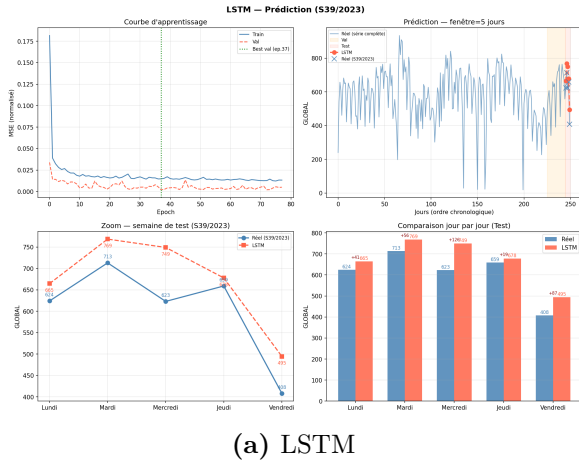 LSTM — Prédiction (S39/2023)
Courbe d'apprentissage
Train
Val
Best val (ep.37)
MSE (normalisé)
0.175
0.150
0.125
0.100
0.075
0.050
0.025
0.000
0 10 20 30 40 50 60 70 80
Epoch
Prédiction — fenêtre=5 jours
Réel (série complète)
Val
Test
LSTM
Réel (S39/2023)
GLOBAL
800
600
400
200
0
0 50 100 150 200 250
Jours (ordre chronologique)
Zoom — semaine de test (S39/2023)
Réel (S39/2023)
LSTM
GLOBAL
750
700
650
600
550
500
450
400
665
624
769
713
749
623
495
408
Lundi Mardi Mercredi Jeudi Vendredi
Comparaison jour par jour (Test)
Réel
LSTM
GLOBAL
800
700
600
500
400
300
200
100
0
624
+41
665
713
+56
769
623
659
+19
678
408
+87
495
Lundi Mardi Mercredi Jeudi Vendredi
(a) LSTM